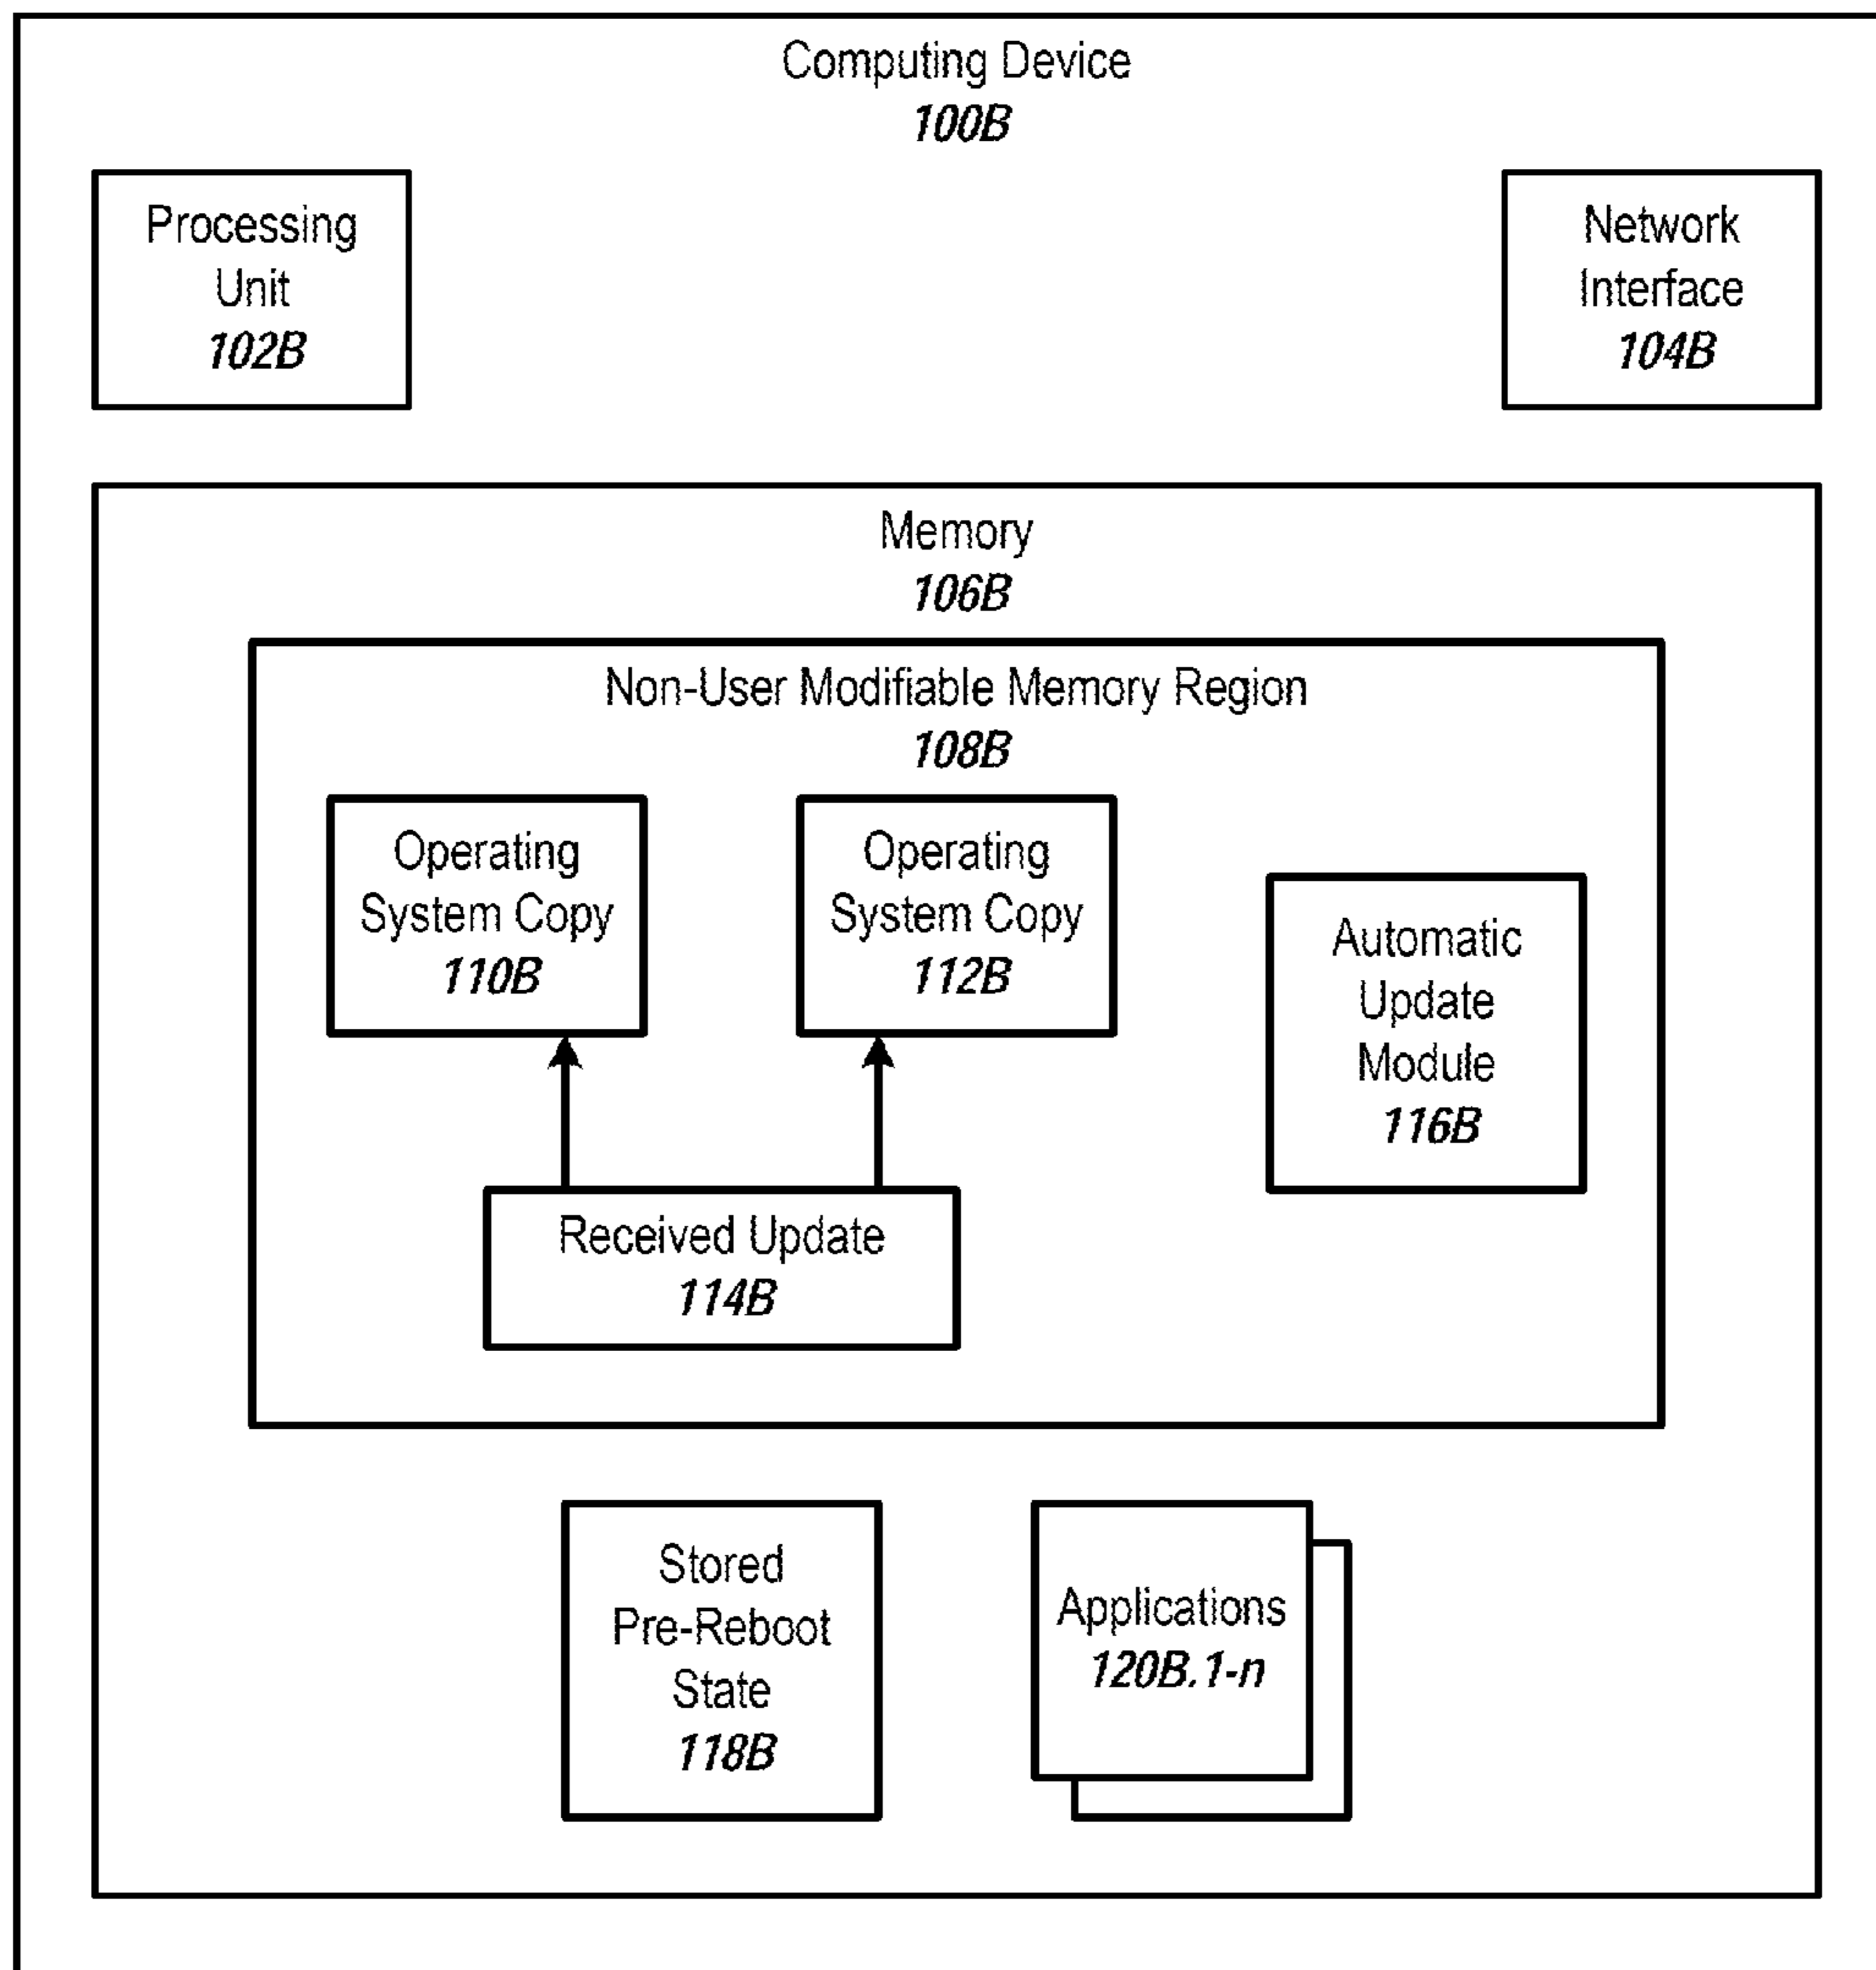 Computing Device
100B
Processing
Unit
102B
Network
Interface
104B
Memory
106B
Non-User Modifiable Memory Region
108B
Operating
System Copy
110B
Operating
System Copy
112B
Automatic
Update
Module
116B
Received Update
114B
Stored
Pre-Reboot
State
118B
Applications
120B.1-n